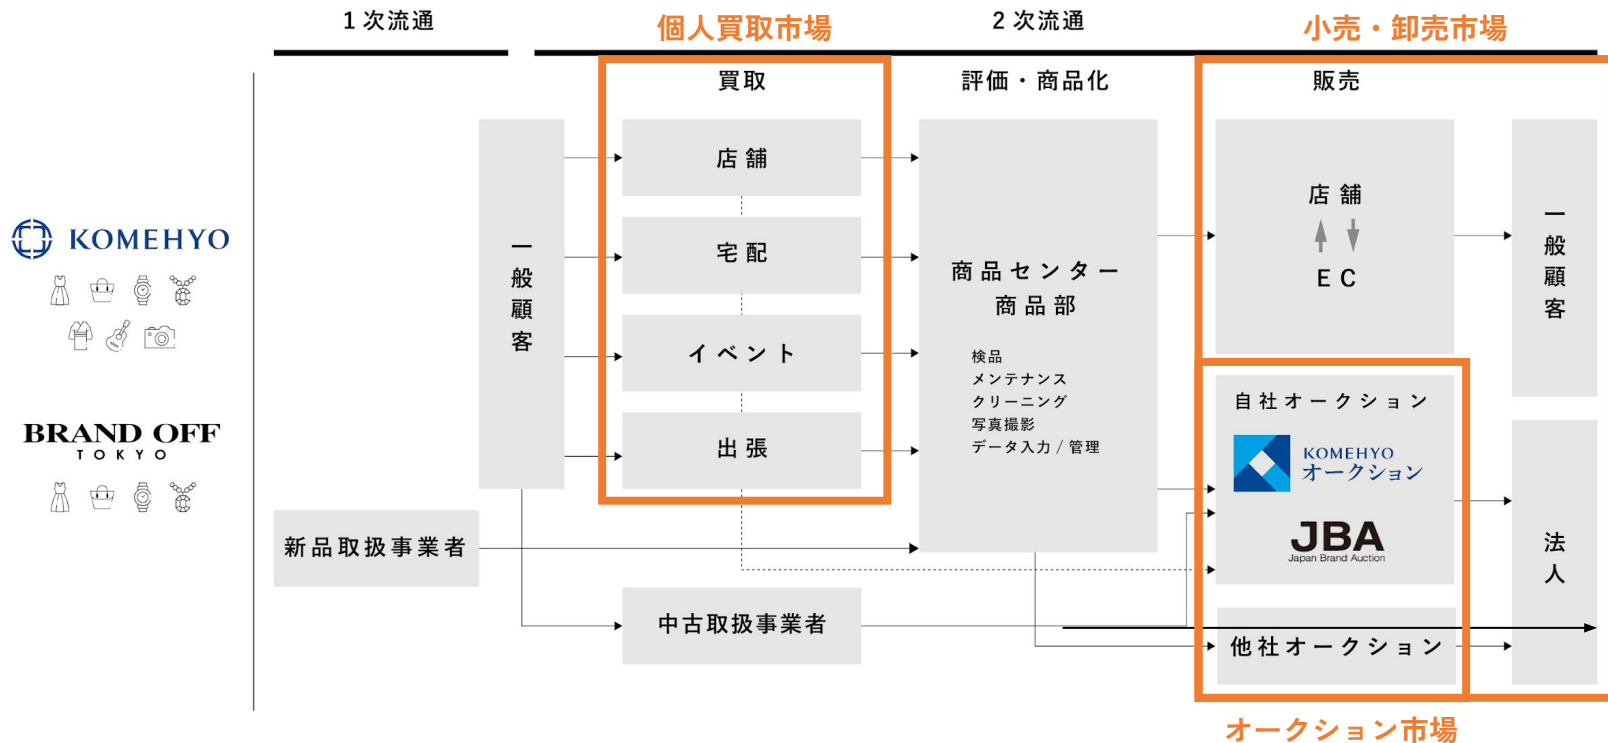 1次流通
個人買取市場
2次流通
小売・卸売市場
買取
評価・商品化
販売
KOMEHYO
BRAND OFF
TOKYO
一般顧客
新品取扱事業者
店舗
宅配
イベント
出張
中古取扱事業者
商品センター
商品部
検品
メンテナンス
クリーニング
写真撮影
データ入力 / 管理
店舗
EC
自社オークション
KOMEHYO
オークション
JBA
Japan Brand Auction
他社オークション
一般顧客
法人
オークション市場